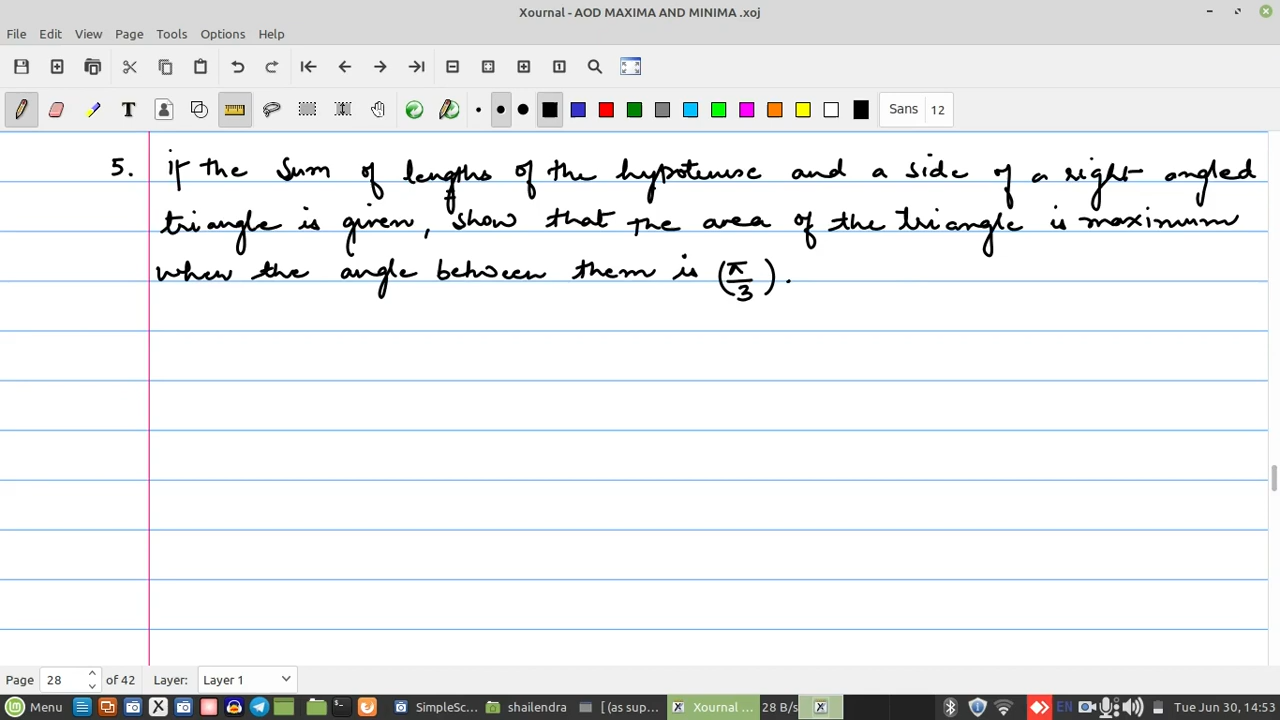 Xournal - AOD MAXIMA AND MINIMA .xoj
File Edit View Page Tools Options Help
Sans 12
5. if the sum of lengths of the hypotenuse and a side of a right angled
triangle is given, show that the area of the triangle is maximum
when the angle between them is (π/3).
Page 28 of 42 Layer: Layer 1
Menu SimpleSc... shailendra [ (as sup... Xournal ... 28 B/s EN Tue Jun 30, 14:53